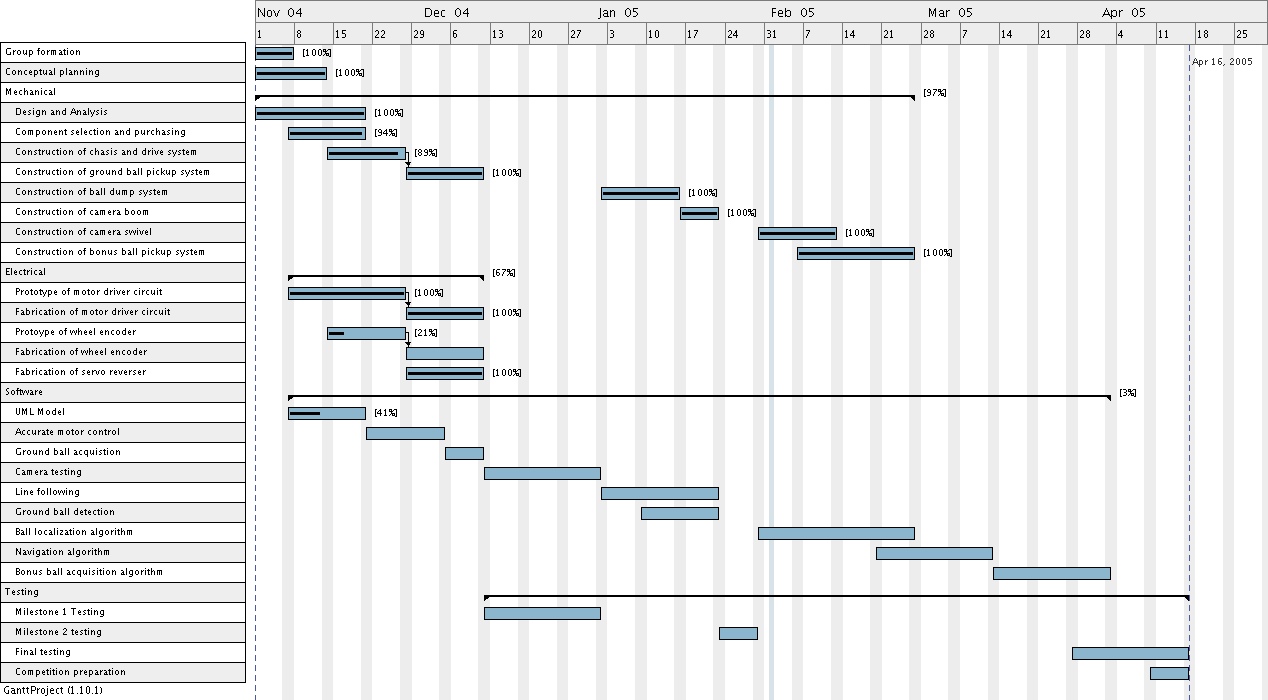 Nov 04 Dec 04 Jan 05 Feb 05 Mar 05 Apr 05
1 8 15 22 29 6 13 20 27 3 10 17 24 31 7 14 21 28 7 14 21 28 4 11 18 25
Group formation [100%]
Apr 16, 2005
Conceptual planning [100%]
Mechanical [97%]
Design and Analysis [100%]
Component selection and purchasing [94%]
Construction of chasis and drive system [89%]
Construction of ground ball pickup system [100%]
Construction of ball dump system [100%]
Construction of camera boom [100%]
Construction of camera swivel [100%]
Construction of bonus ball pickup system [100%]
Electrical [67%]
Prototype of motor driver circuit [100%]
Fabrication of motor driver circuit [100%]
Protoype of wheel encoder [21%]
Fabrication of wheel encoder
Fabrication of servo reverser [100%]
Software [3%]
UML Model [41%]
Accurate motor control
Ground ball acquistion
Camera testing
Line following
Ground ball detection
Ball localization algorithm
Navigation algorithm
Bonus ball acquisition algorithm
Testing
Milestone 1 Testing
Milestone 2 testing
Final testing
Competition preparation
GanttProject (1.10.1)